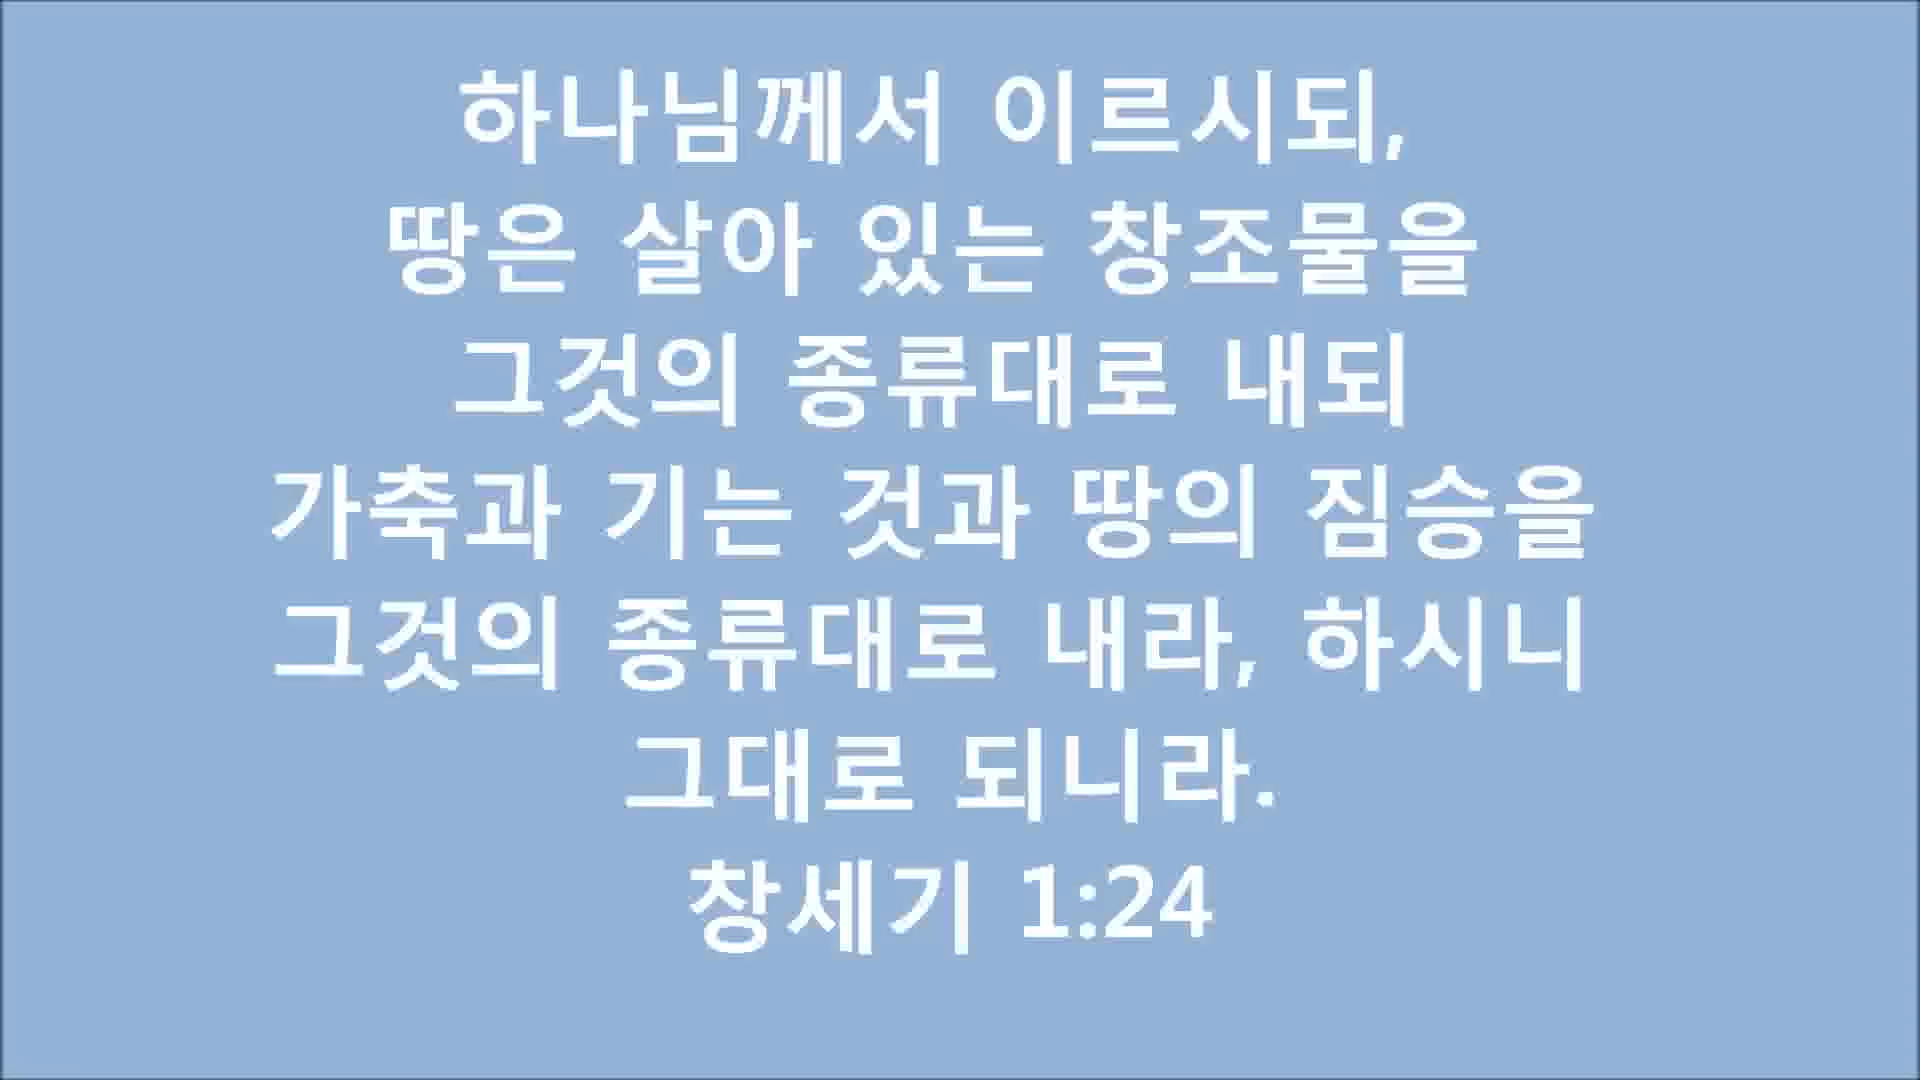 하나님께서 이르시되,
땅은 살아 있는 창조물을
그것의 종류대로 내되
가축과 기는 것과 땅의 짐승을
그것의 종류대로 내라, 하시니
그대로 되니라.
창세기 1:24